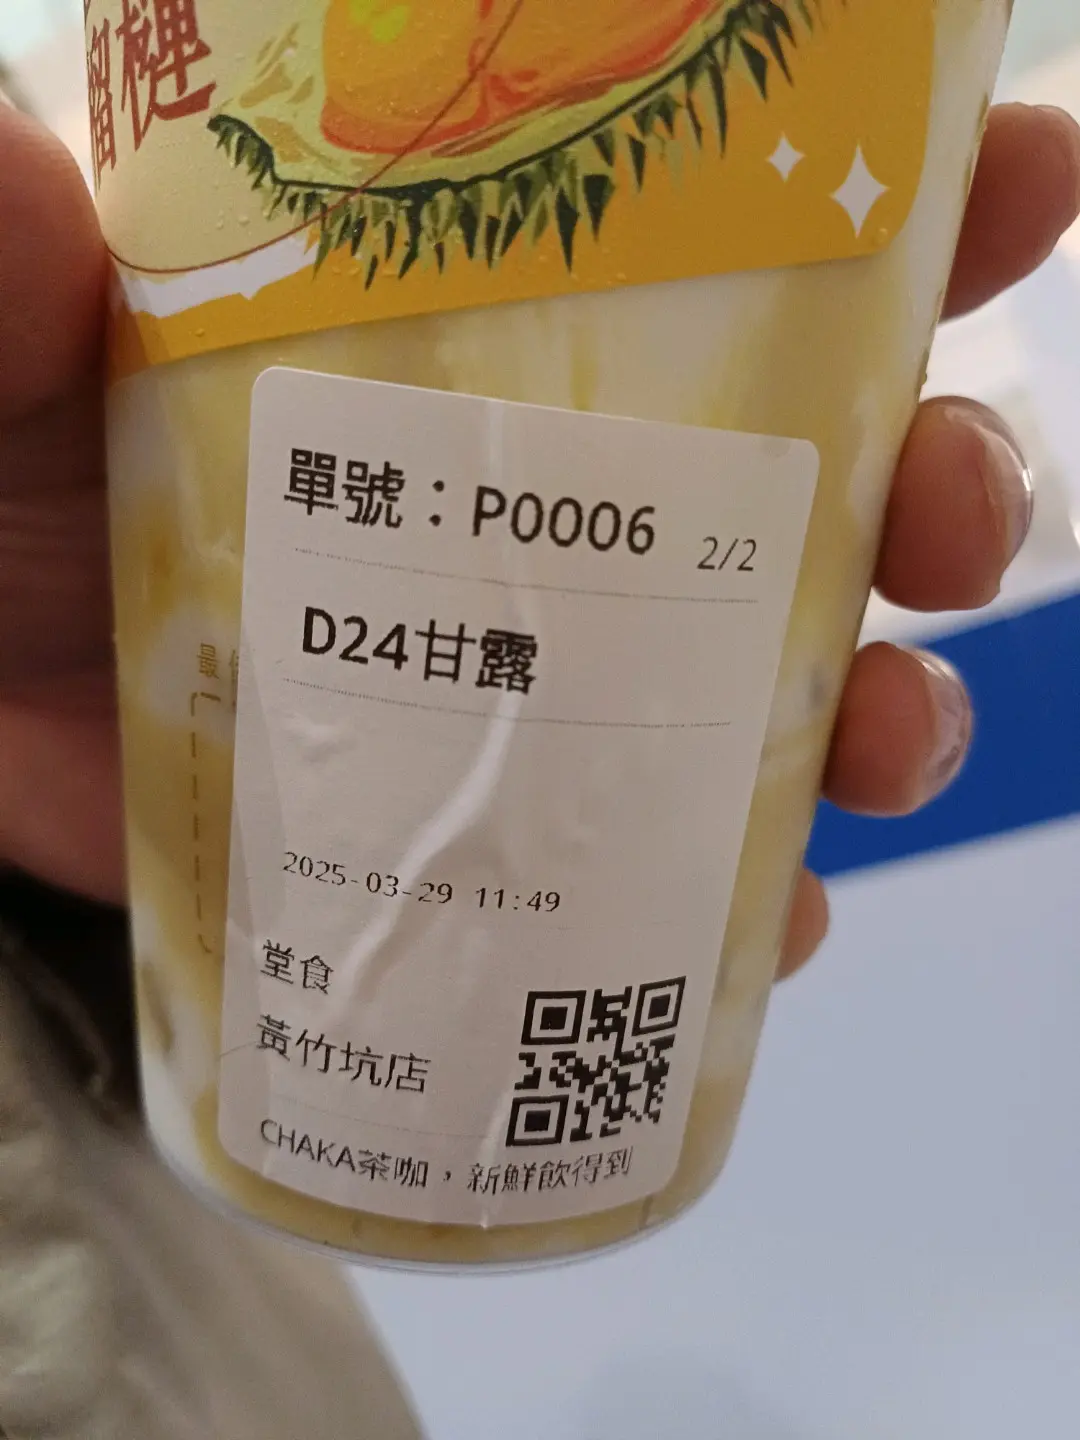 榴槤
單號：P0006 2/2
D24甘露
最
2025-03-29 11:49
堂食
黃竹坑店
CHAKA茶咖，新鮮飲得到